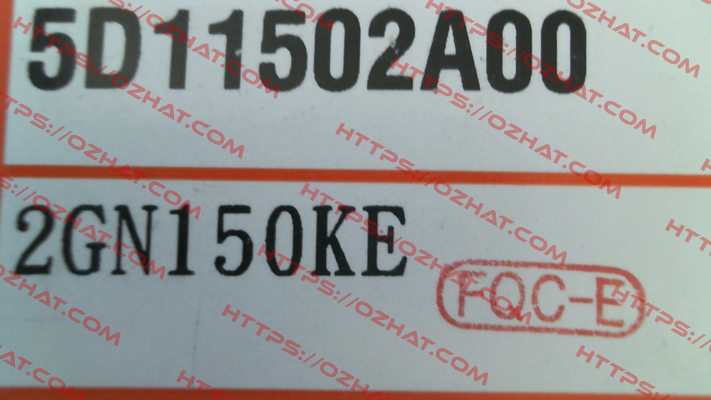 5D11502A00
2GN150KE
FQC-E
HTTPS://OZHAT.COM